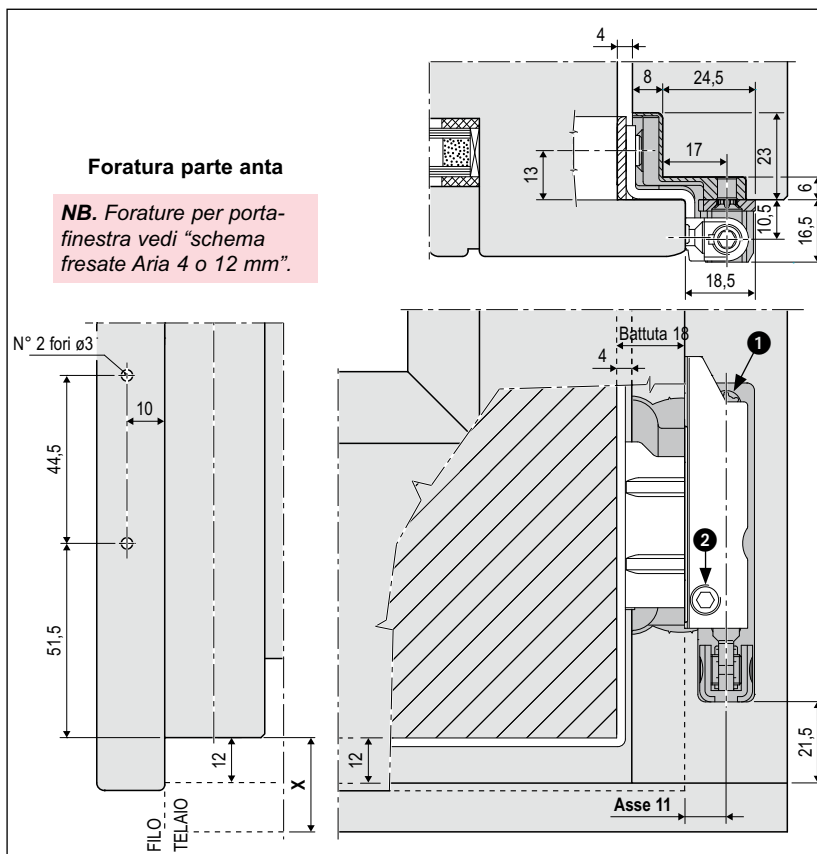 4
8
24,5
17
13
23
6
10,5
16,5
18,5
Foratura parte anta
NB. Forature per porta-
finestra vedi “schema
fresate Aria 4 o 12 mm”.
N° 2 fori ø3
10
44,5
51,5
12
X
FILO
TELAIO
Battuta 18
4
1
2
12
21,5
Asse 11